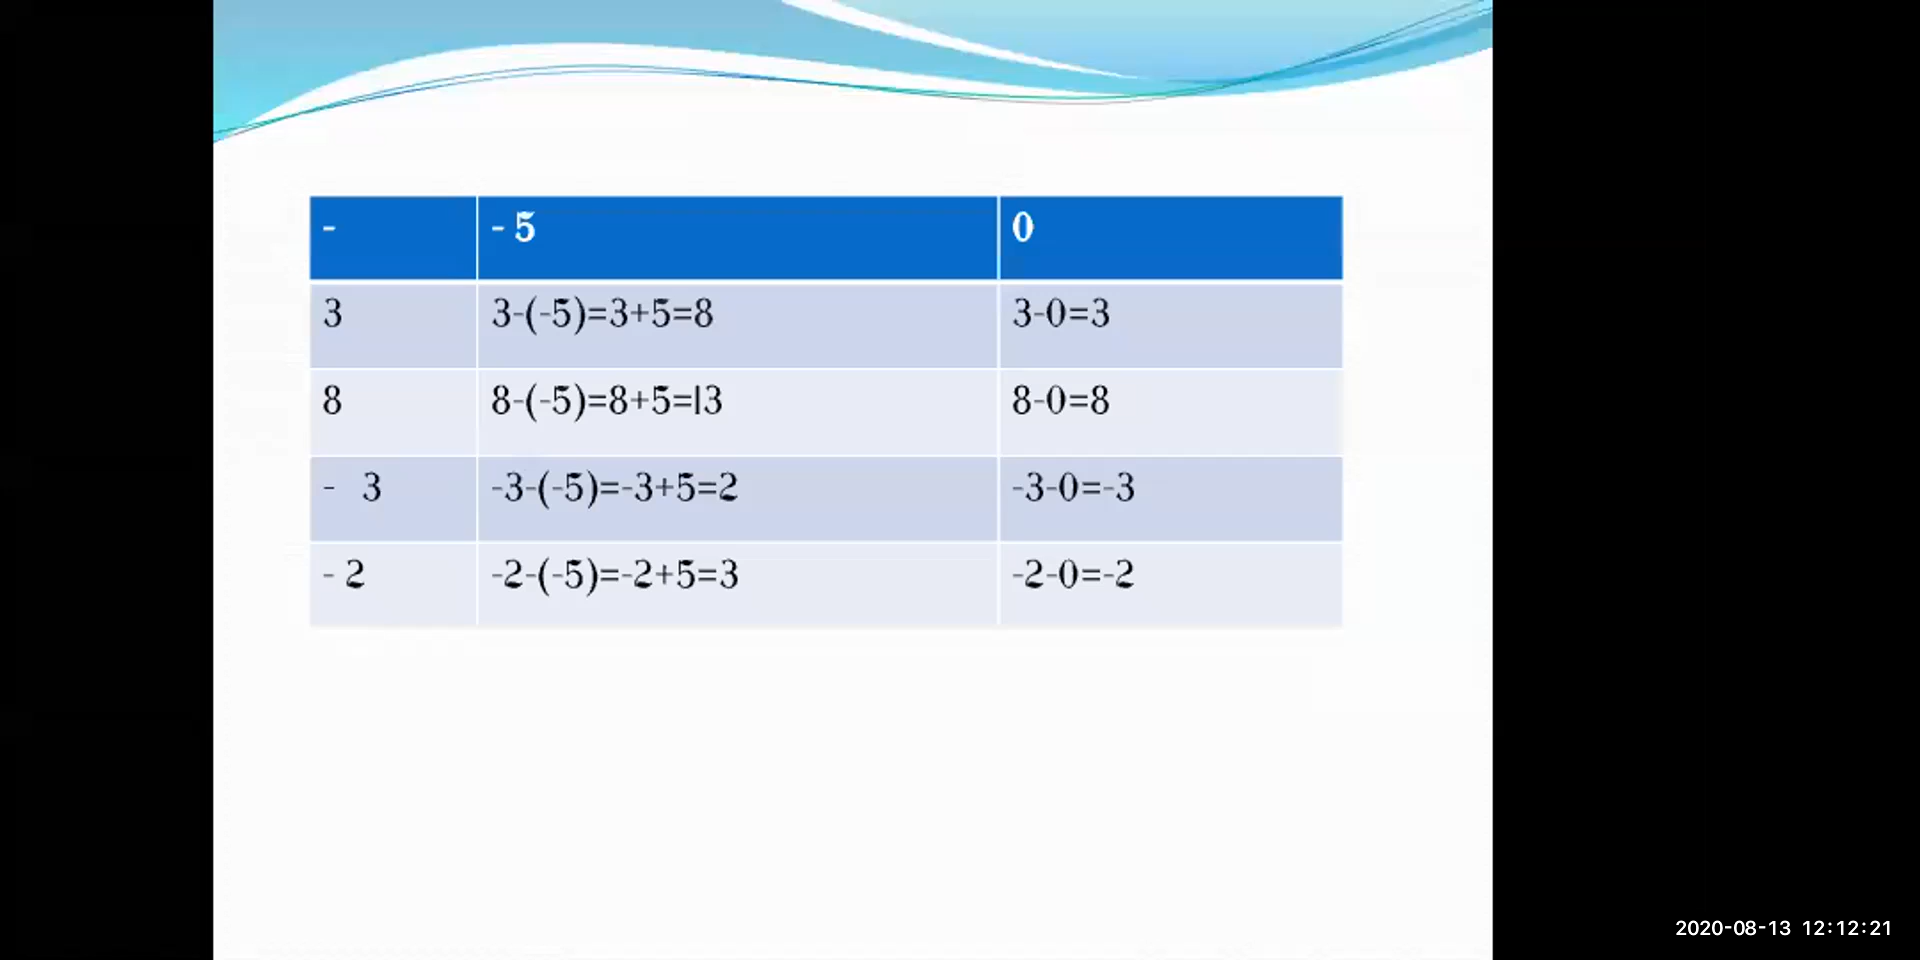 - - 5 0
3 3-(-5)=3+5=8 3-0=3
8 8-(-5)=8+5=13 8-0=8
- 3 -3-(-5)=-3+5=2 -3-0=-3
- 2 -2-(-5)=-2+5=3 -2-0=-2
2020-08-13 12:12:21